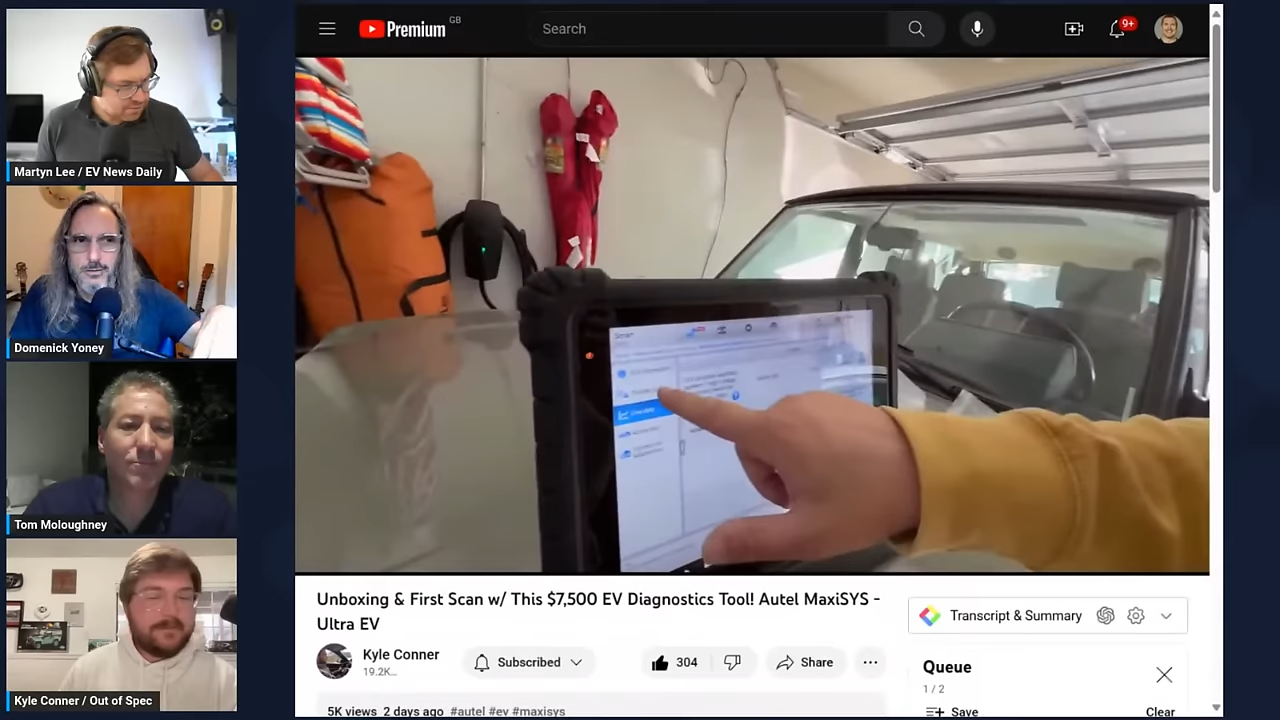 Martyn Lee / EV News Daily
Domenick Yoney
Tom Moloughney
Kyle Conner / Out of Spec
Premium GB
Search
9+
Unboxing & First Scan w/ This $7,500 EV Diagnostics Tool! Autel MaxiSYS -
Ultra EV
Kyle Conner
19.2K...
Subscribed
304
Share
5K views 2 days ago #autel #ev #maxisys
Transcript & Summary
Queue
1 / 2
Save
Clear